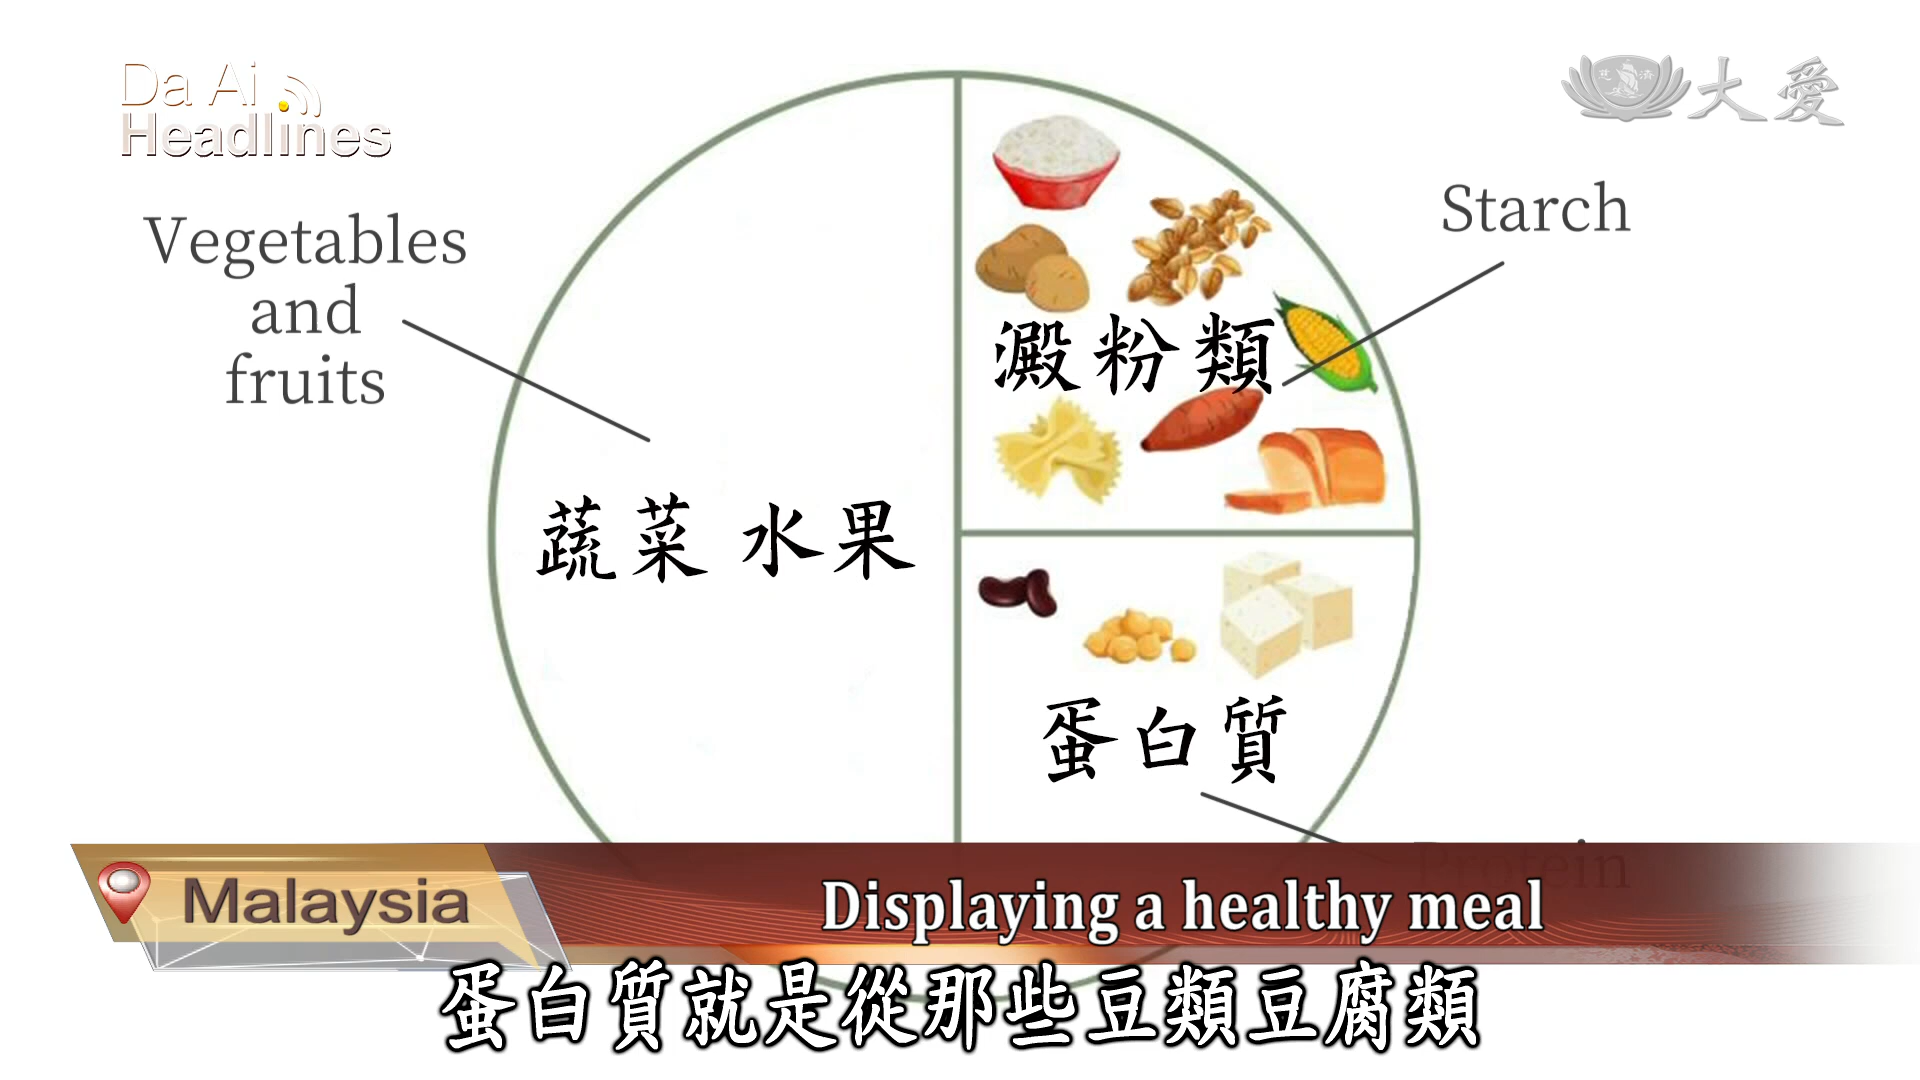 Da Ai
Headlines
大愛
Vegetables
and
fruits
Starch
澱粉類
蔬菜 水果
蛋白質
Protein
Malaysia
Displaying a healthy meal
蛋白質就是從那些豆類豆腐類